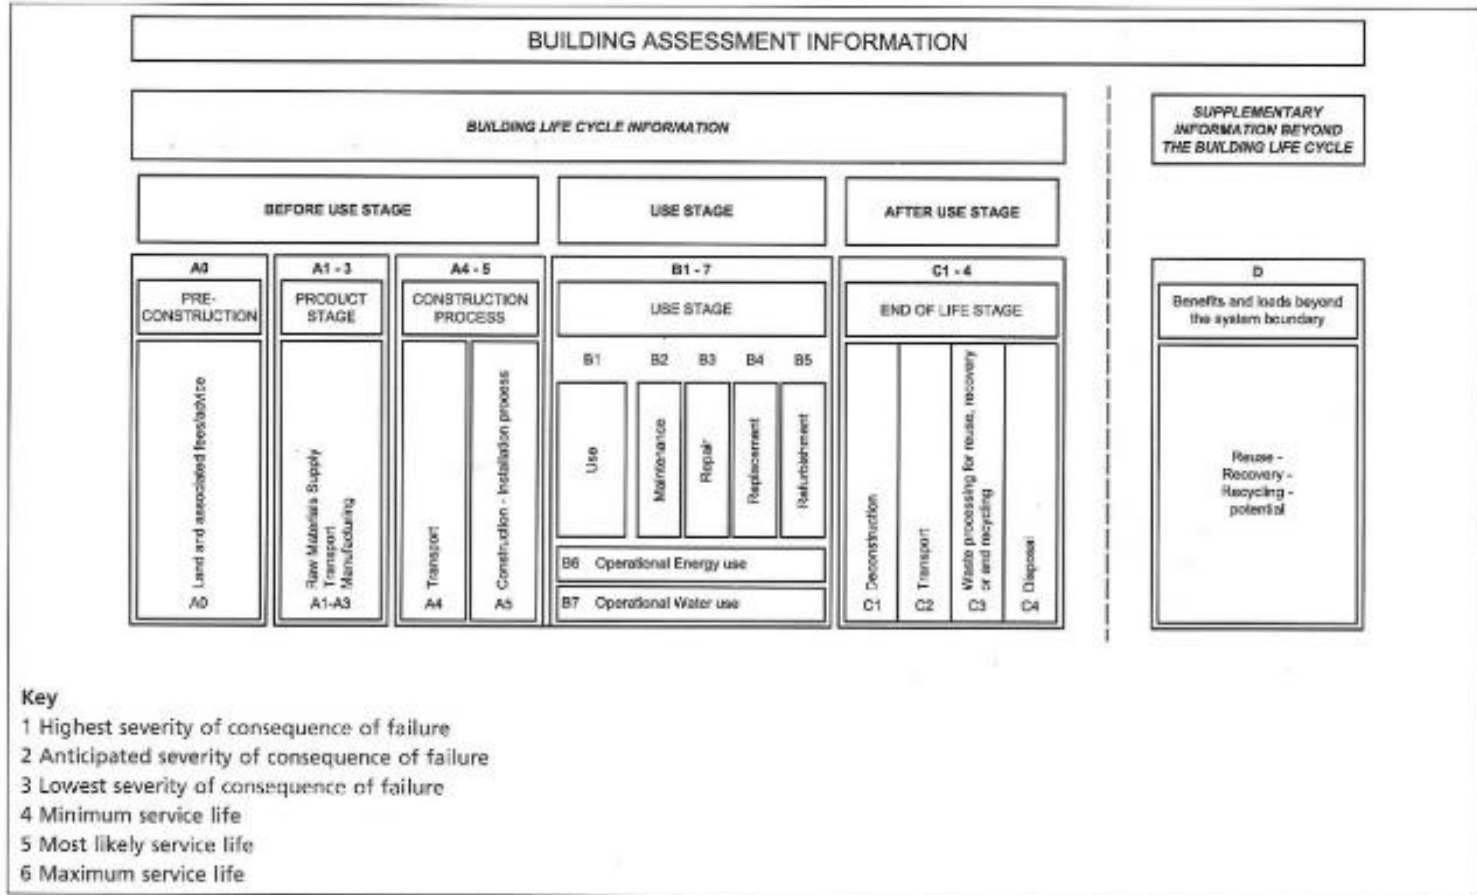 BUILDING ASSESSMENT INFORMATION
BUILDING LIFE CYCLE INFORMATION
SUPPLEMENTARY
INFORMATION BEYOND
THE BUILDING LIFE CYCLE
BEFORE USE STAGE
USE STAGE
AFTER USE STAGE
A0
PRE-
CONSTRUCTION
Land and associated fees/advice
A0
A1 - 3
PRODUCT
STAGE
Raw Materials Supply
Transport
Manufacturing
A1-A3
A4 - 5
CONSTRUCTION
PROCESS
Transport
A4
Construction - Installation process
A5
B1 - 7
USE STAGE
B1
Use
B2
Maintenance
B3
Repair
B4
Replacement
B5
Refurbishment
B6 Operational Energy use
B7 Operational Water use
C1 - 4
END OF LIFE STAGE
Deconstruction
C1
Transport
C2
Waste processing for reuse, recovery
or and recycling
C3
Disposal
C4
D
Benefits and loads beyond
the system boundary
Reuse -
Recovery -
Recycling -
potential
Key
1 Highest severity of consequence of failure
2 Anticipated severity of consequence of failure
3 Lowest severity of consequence of failure
4 Minimum service life
5 Most likely service life
6 Maximum service life